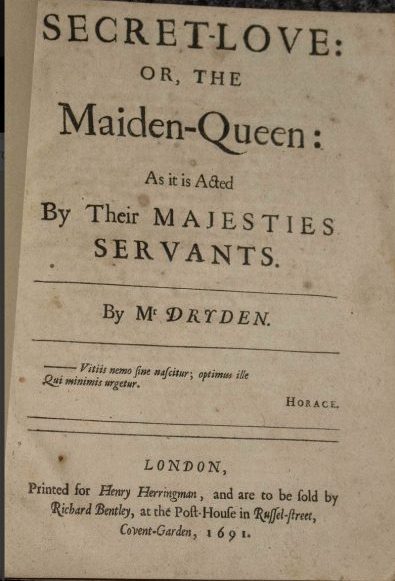 SECRET-LOVE:
OR, THE
Maiden-Queen:
As it is Acted
By Their MAJESTIES
SERVANTS.
By Mr DRYDEN.
—— Vitiis nemo ſine naſcitur; optimus ille
Qui minimis urgetur.
HORACE.
LONDON,
Printed for Henry Herringman, and are to be ſold by
Richard Bentley, at the Poſt-Houſe in Ruſſel-ſtreet,
Covent-Garden, 1691.